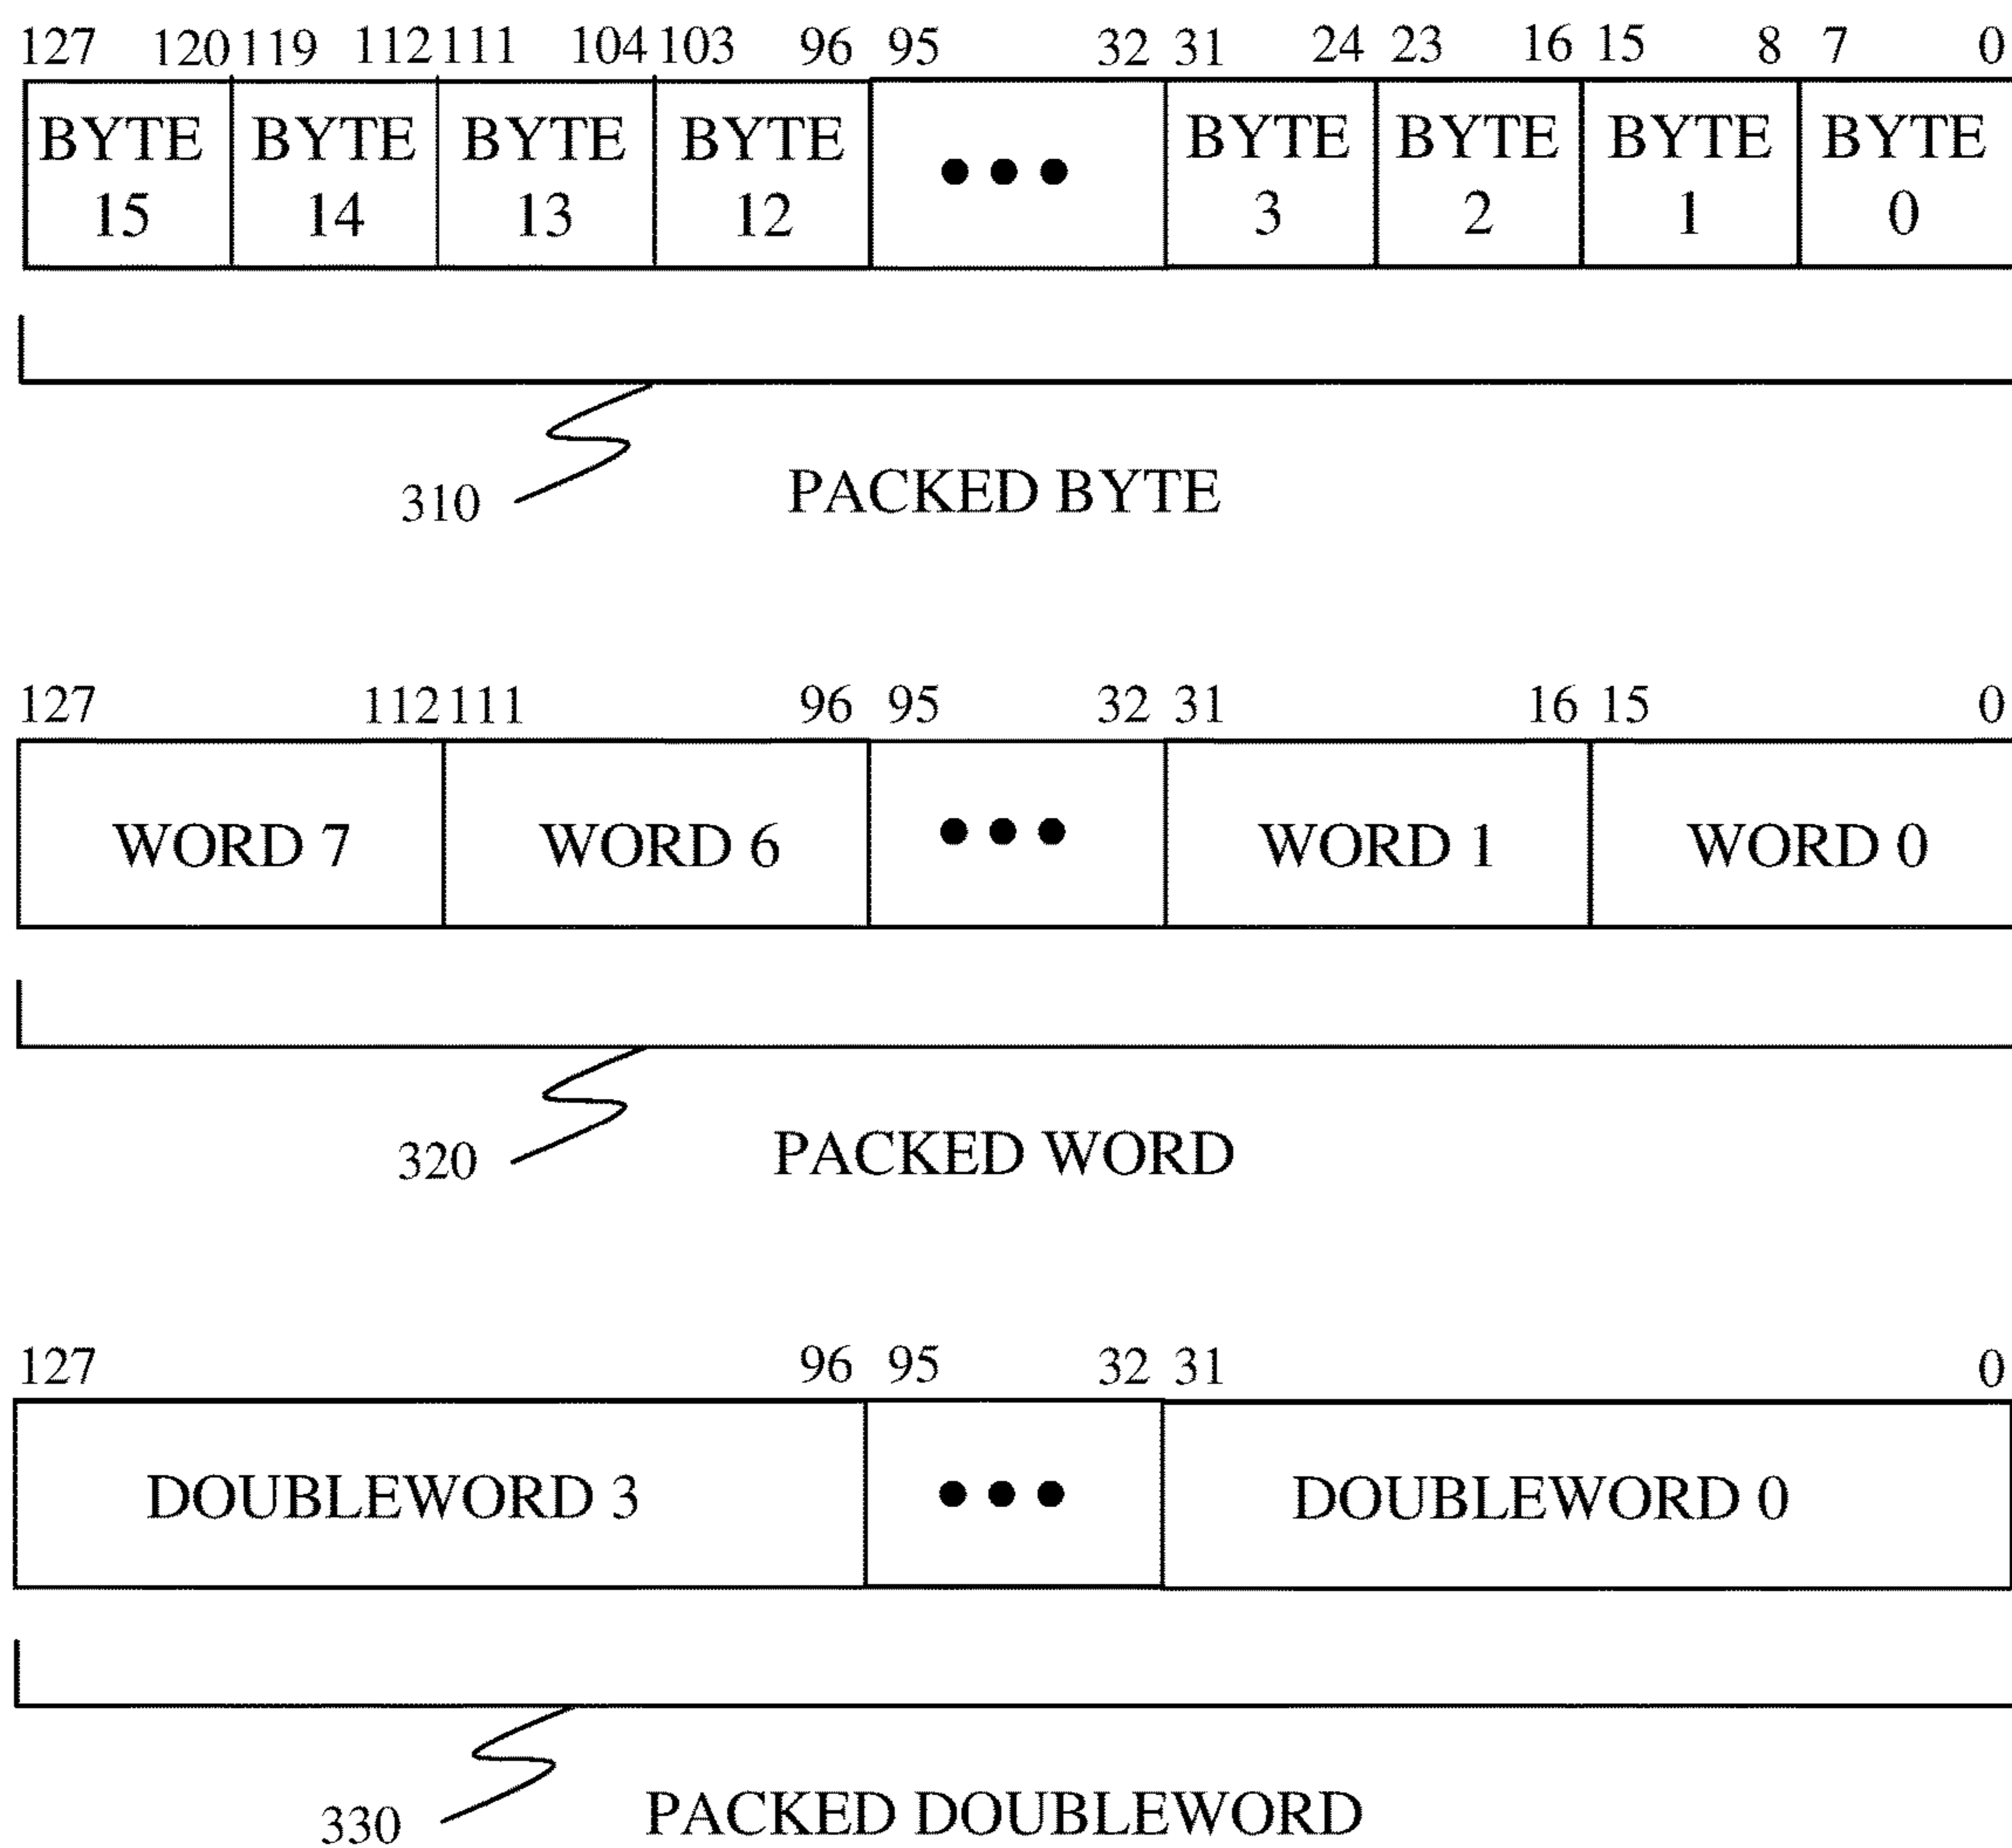 127 120 119 112 111 104 103 96 95 32 31 24 23 16 15 8 7 0
BYTE 15 BYTE 14 BYTE 13 BYTE 12 ••• BYTE 3 BYTE 2 BYTE 1 BYTE 0
310 PACKED BYTE
127 112 111 96 95 32 31 16 15 0
WORD 7 WORD 6 ••• WORD 1 WORD 0
320 PACKED WORD
127 96 95 32 31 0
DOUBLEWORD 3 ••• DOUBLEWORD 0
330 PACKED DOUBLEWORD